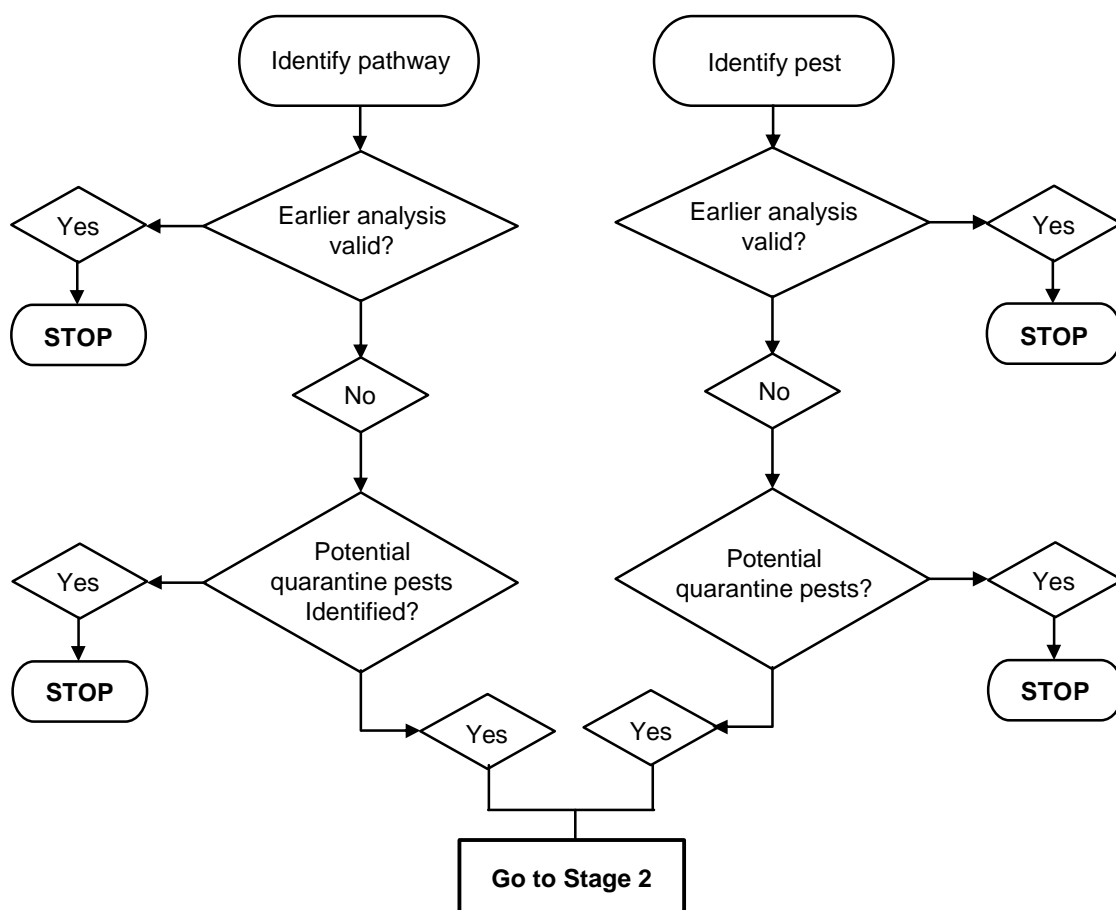 Identify pathway
Identify pest
Earlier analysis
valid?
Earlier analysis
valid?
Yes
Yes
STOP
STOP
No
No
Potential
quarantine pests
Identified?
Potential
quarantine pests?
Yes
Yes
STOP
STOP
Yes
Yes
Go to Stage 2